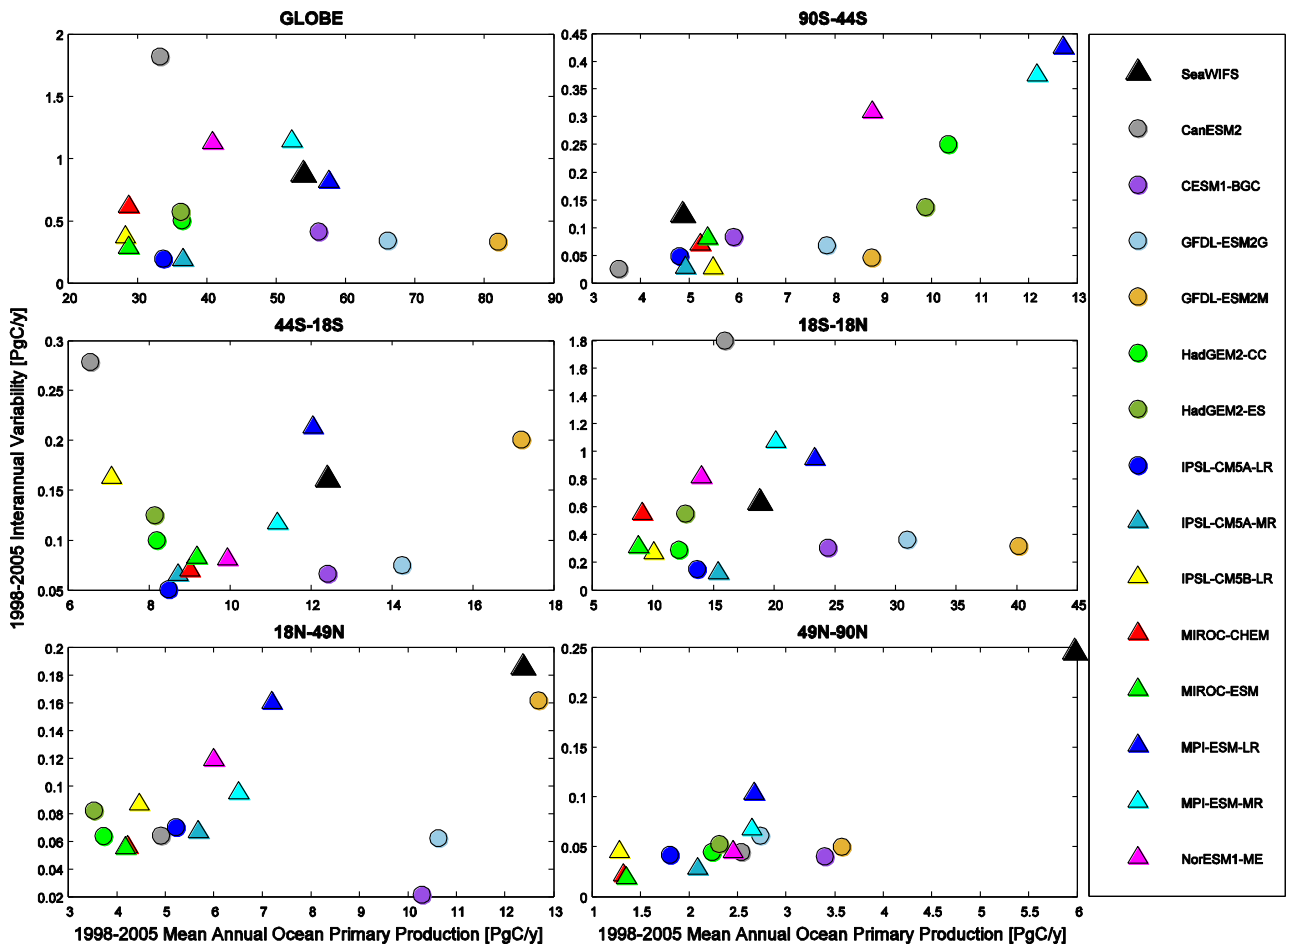 GLOBE
2
1.5
1
0.5
0
20 30 40 50 60 70 80 90
90S-44S
0.45
0.4
0.35
0.3
0.25
0.2
0.15
0.1
0.05
0
3 4 5 6 7 8 9 10 11 12 13
44S-18S
0.3
0.25
0.2
0.15
0.1
0.05
6 8 10 12 14 16 18
18S-18N
1.8
1.6
1.4
1.2
1
0.8
0.6
0.4
0.2
0
5 10 15 20 25 30 35 40 45
18N-49N
0.2
0.18
0.16
0.14
0.12
0.1
0.08
0.06
0.04
0.02
3 4 5 6 7 8 9 10 11 12 13
49N-90N
0.25
0.2
0.15
0.1
0.05
0
1 1.5 2 2.5 3 3.5 4 4.5 5 5.5 6
1998-2005 Interannual Variability [PgC/y]
1998-2005 Mean Annual Ocean Primary Production [PgC/y]
1998-2005 Mean Annual Ocean Primary Production [PgC/y]
SeaWIFS
CanESM2
CESM1-BGC
GFDL-ESM2G
GFDL-ESM2M
HadGEM2-CC
HadGEM2-ES
IPSL-CM5A-LR
IPSL-CM5A-MR
IPSL-CM5B-LR
MIROC-CHEM
MIROC-ESM
MPI-ESM-LR
MPI-ESM-MR
NorESM1-ME